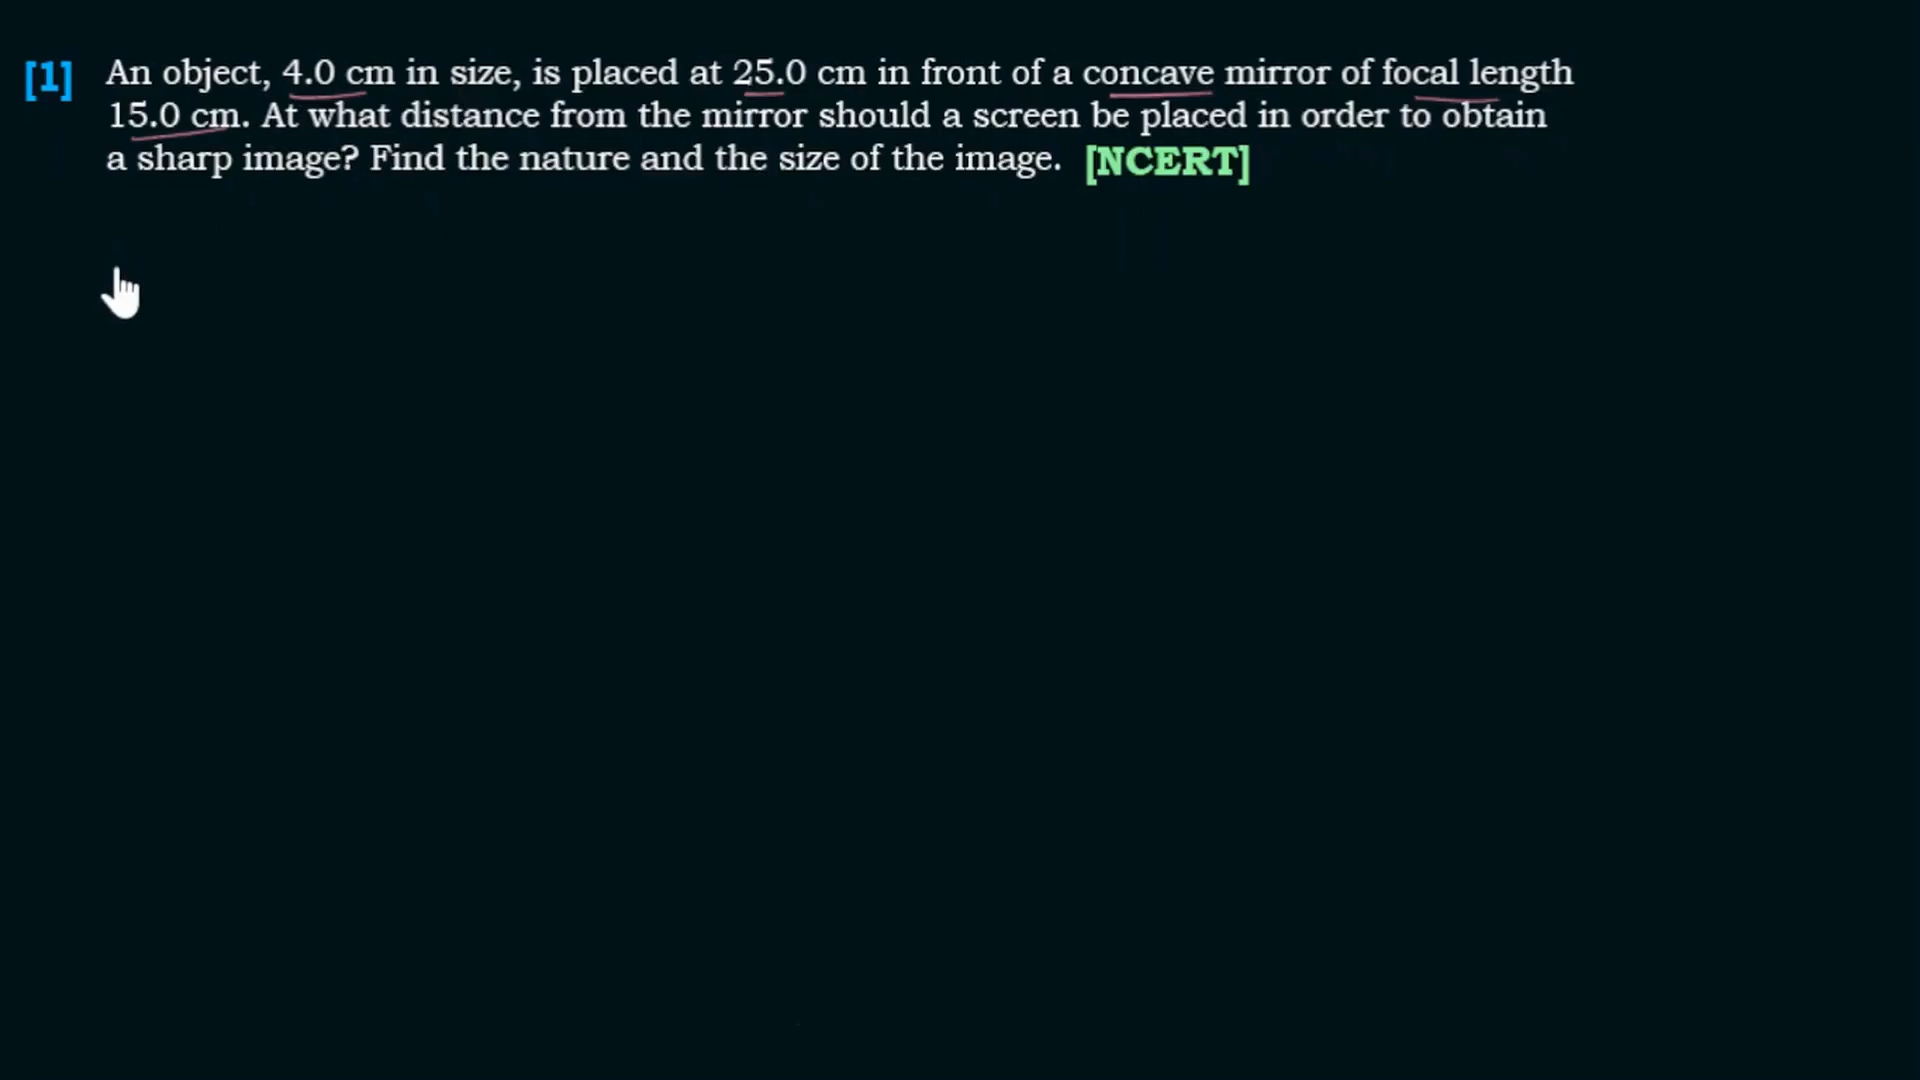 [1] An object, 4.0 cm in size, is placed at 25.0 cm in front of a concave mirror of focal length
15.0 cm. At what distance from the mirror should a screen be placed in order to obtain
a sharp image? Find the nature and the size of the image. [NCERT]